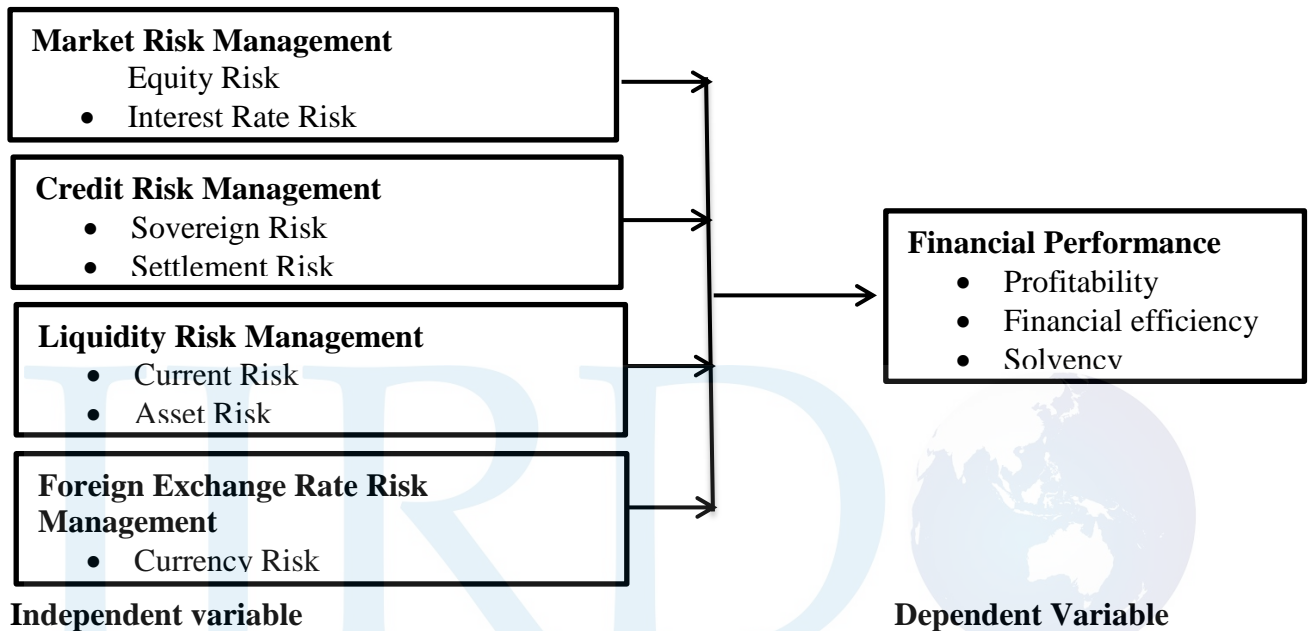 Market Risk Management
Equity Risk
• Interest Rate Risk
Credit Risk Management
• Sovereign Risk
• Settlement Risk
Liquidity Risk Management
• Current Risk
• Asset Risk
Foreign Exchange Rate Risk
Management
• Currency Risk
Financial Performance
• Profitability
• Financial efficiency
• Solvency
Independent variable
Dependent Variable
IIRD